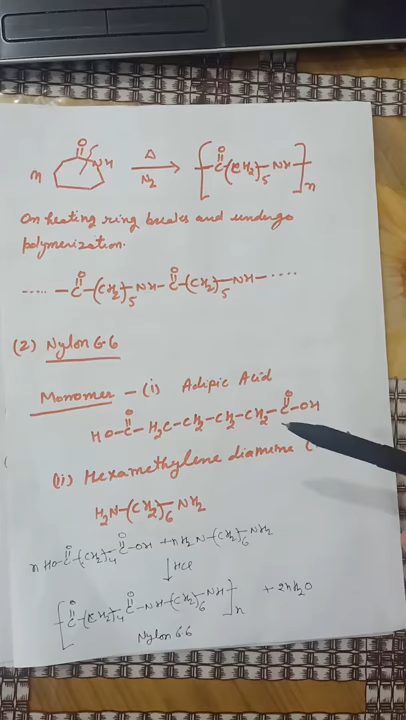 n O NH Δ N2 [ O -C-(CH2)5-NH- ]n
On heating ring breaks and undergo
polymerization.
..... -C(=O)-(CH2)5-NH-C(=O)-(CH2)5-NH- .....
(2) Nylon 6-6
Monomer - (i) Adipic Acid
HO-C(=O)-H2C-CH2-CH2-CH2-C(=O)-OH
(ii) Hexamethylene diamine (
H2N-(CH2)6 NH2
n HO-C(=O)-(CH2)4-C(=O)-OH + n H2N-(CH2)6 NH2
↓ HCl
[ C(=O)-(CH2)4-C(=O)-NH-(CH2)6-NH ]n + 2nH2O
Nylon 6.6